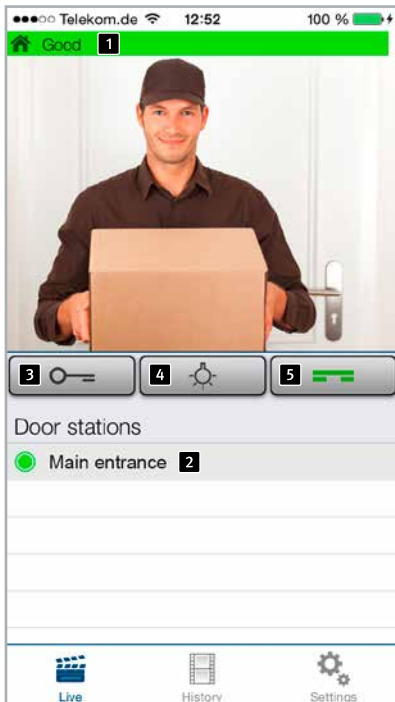 Telekom.de 12:52 100 %
Good 1
3 4 5
Door stations
Main entrance 2
Live History Settings